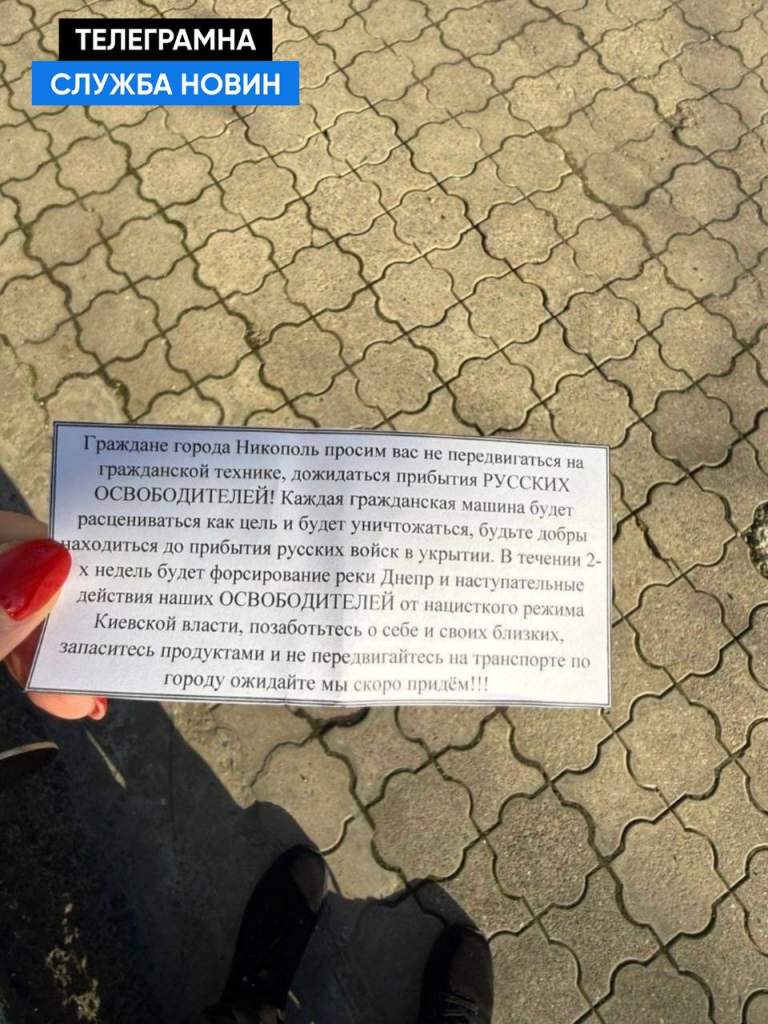 ТЕЛЕГРАМНА
СЛУЖБА НОВИН
Граждане города Никополь просим вас не передвигаться на
гражданской технике, дожидаться прибытия РУССКИХ
ОСВОБОДИТЕЛЕЙ! Каждая гражданская машина будет
расцениваться как цель и будет уничтожаться, будьте добры
находиться до прибытия русских войск в укрытии. В течении 2-
х недель будет форсирование реки Днепр и наступательные
действия наших ОСВОБОДИТЕЛЕЙ от нацисткого режима
Киевской власти, позаботьтесь о себе и своих близких,
запаситесь продуктами и не передвигайтесь на транспорте по
городу ожидайте мы скоро придём!!!